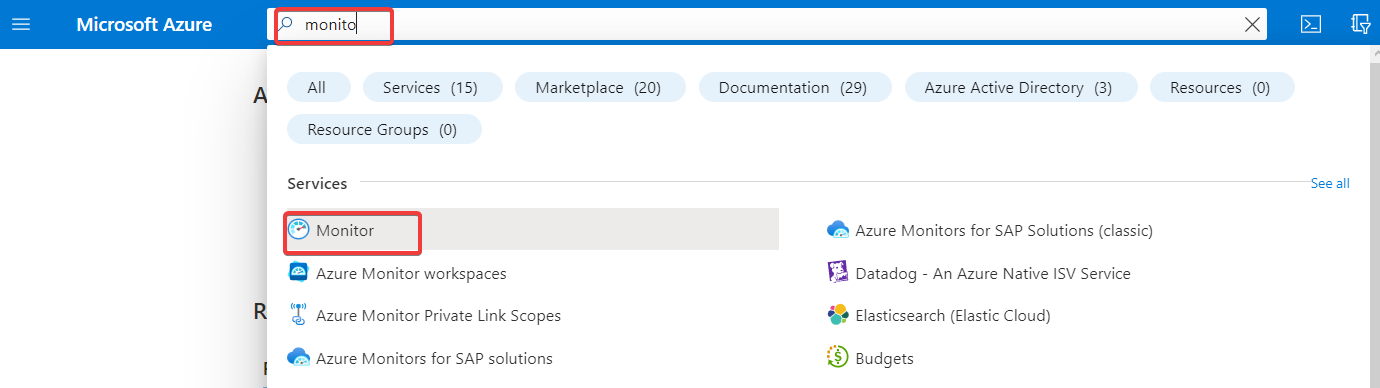 Microsoft Azure
monito
All
Services (15)
Marketplace (20)
Documentation (29)
Azure Active Directory (3)
Resources (0)
Resource Groups (0)
Services
See all
Monitor
Azure Monitors for SAP Solutions (classic)
Azure Monitor workspaces
Datadog - An Azure Native ISV Service
Azure Monitor Private Link Scopes
Elasticsearch (Elastic Cloud)
Azure Monitors for SAP solutions
Budgets
A
R